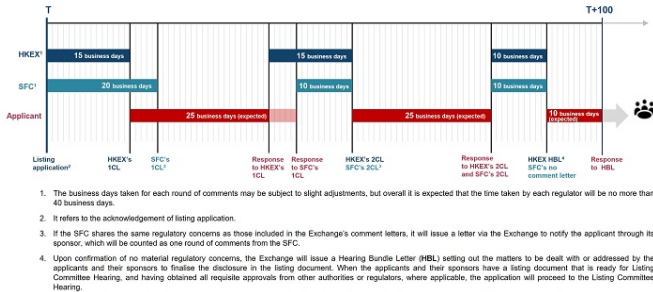 T
T+100
HKEX¹
15 business days
15 business days
10 business days
SFC¹
20 business days
10 business days
10 business days
Applicant
25 business days (expected)
25 business days (expected)
10 business days
(expected)
Listing
application²
HKEX's
1CL
SFC's
1CL³
Response
to HKEX's
1CL
Response
to SFC's
1CL
HKEX's 2CL
SFC's 2CL³
Response
to HKEX's 2CL
and SFC's 2CL
HKEX HBL⁴
SFC's no
comment letter
Response
to HBL
1. The business days taken for each round of comments may be subject to slight adjustments, but overall it is expected that the time taken by each regulator will be no more than
40 business days.
2. It refers to the acknowledgement of listing application.
3. If the SFC shares the same regulatory concerns as those included in the Exchange's comment letters, it will issue a letter via the Exchange to notify the applicant through its
sponsor, which will be counted as one round of comments from the SFC.
4. Upon confirmation of no material regulatory concerns, the Exchange will issue a Hearing Bundle Letter (HBL) setting out the matters to be dealt with or addressed by the
applicants and their sponsors to finalise the disclosure in the listing document. When the applicants and their sponsors have a listing document that is ready for Listing
Committee Hearing, and having obtained all requisite approvals from other authorities or regulators, where applicable, the application will proceed to the Listing Committee
Hearing.